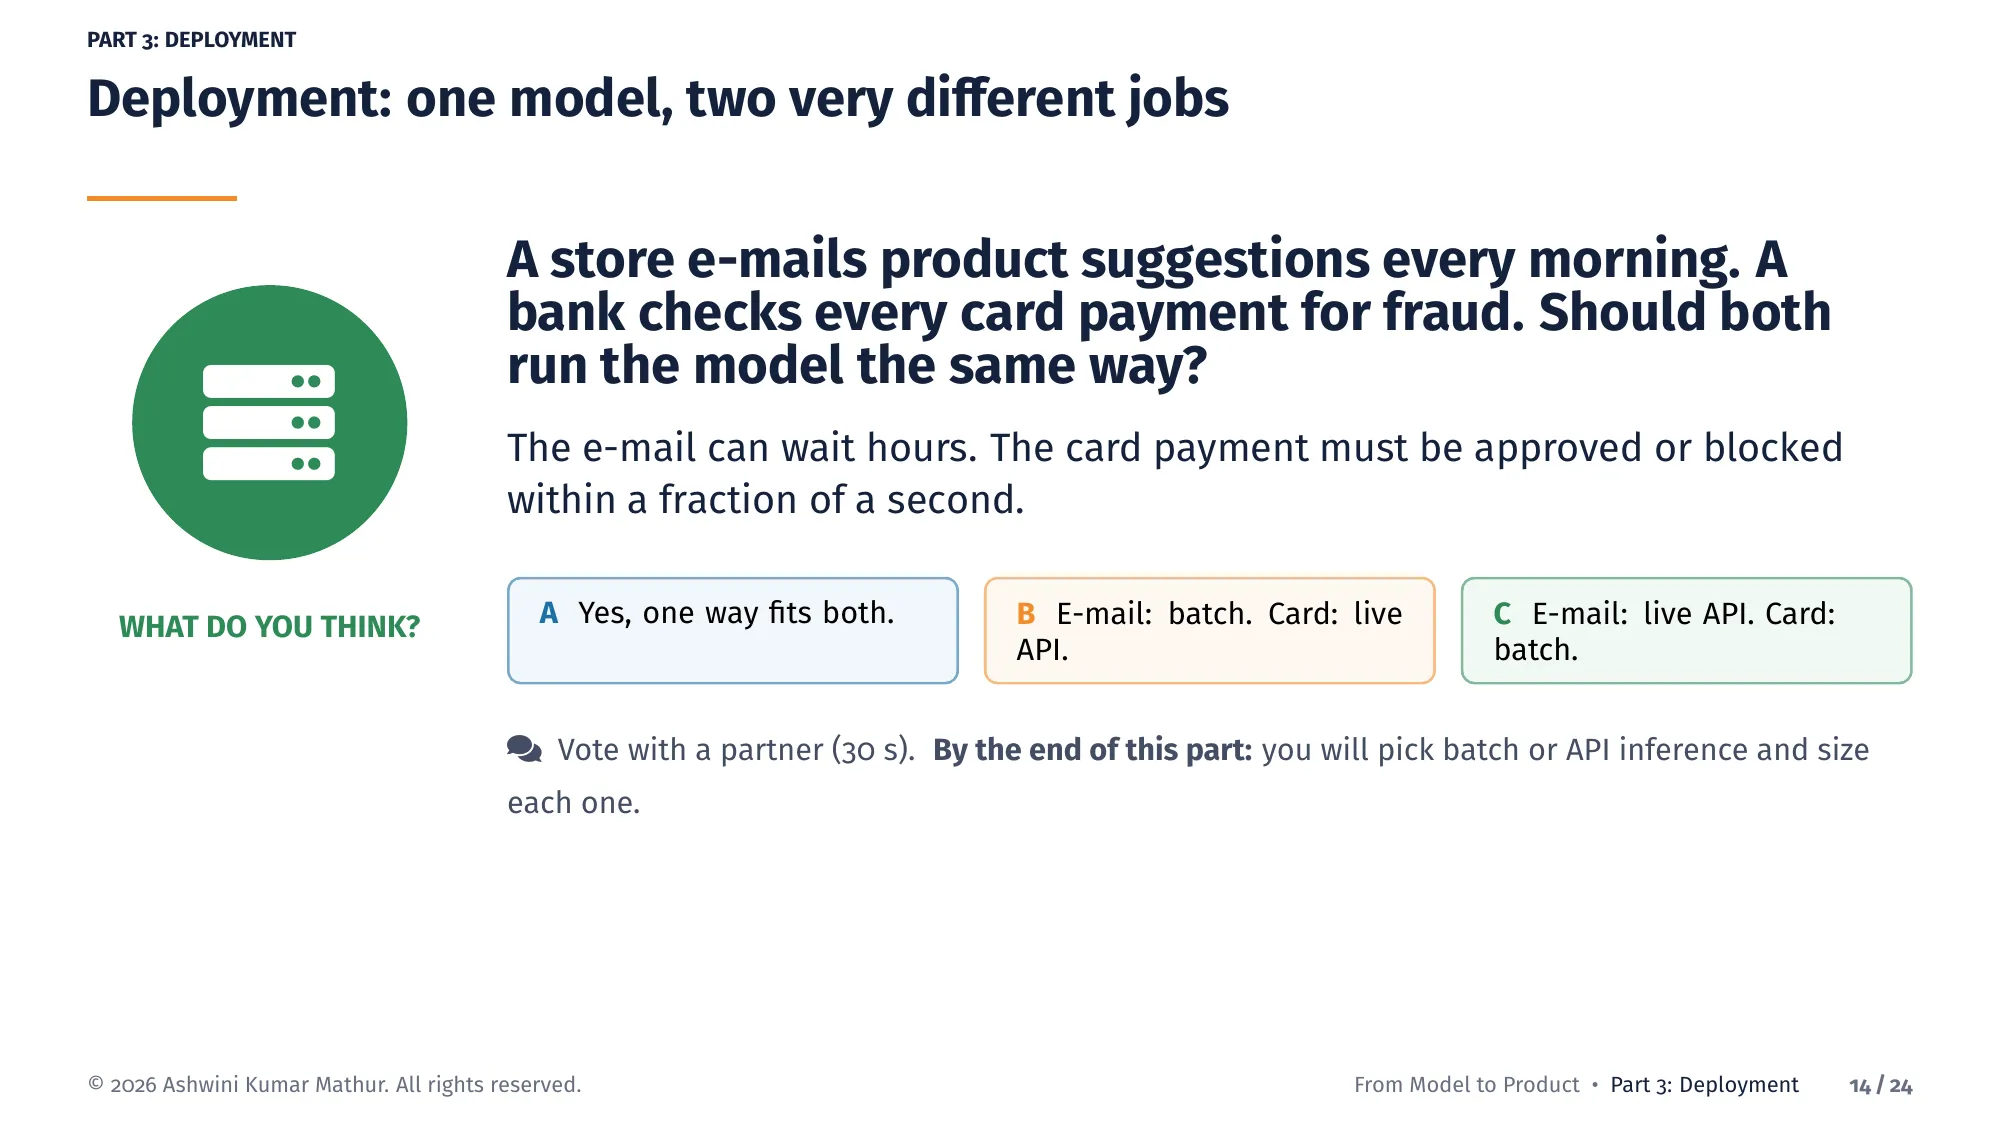 PART 3: DEPLOYMENT
Deployment: one model, two very different jobs
A store e-mails product suggestions every morning. A
bank checks every card payment for fraud. Should both
run the model the same way?
The e-mail can wait hours. The card payment must be approved or blocked
within a fraction of a second.
WHAT DO YOU THINK?
A Yes, one way fits both.
B E-mail: batch. Card: live
API.
C E-mail: live API. Card:
batch.
Vote with a partner (30 s). By the end of this part: you will pick batch or API inference and size
each one.
© 2026 Ashwini Kumar Mathur. All rights reserved.
From Model to Product • Part 3: Deployment 14 / 24